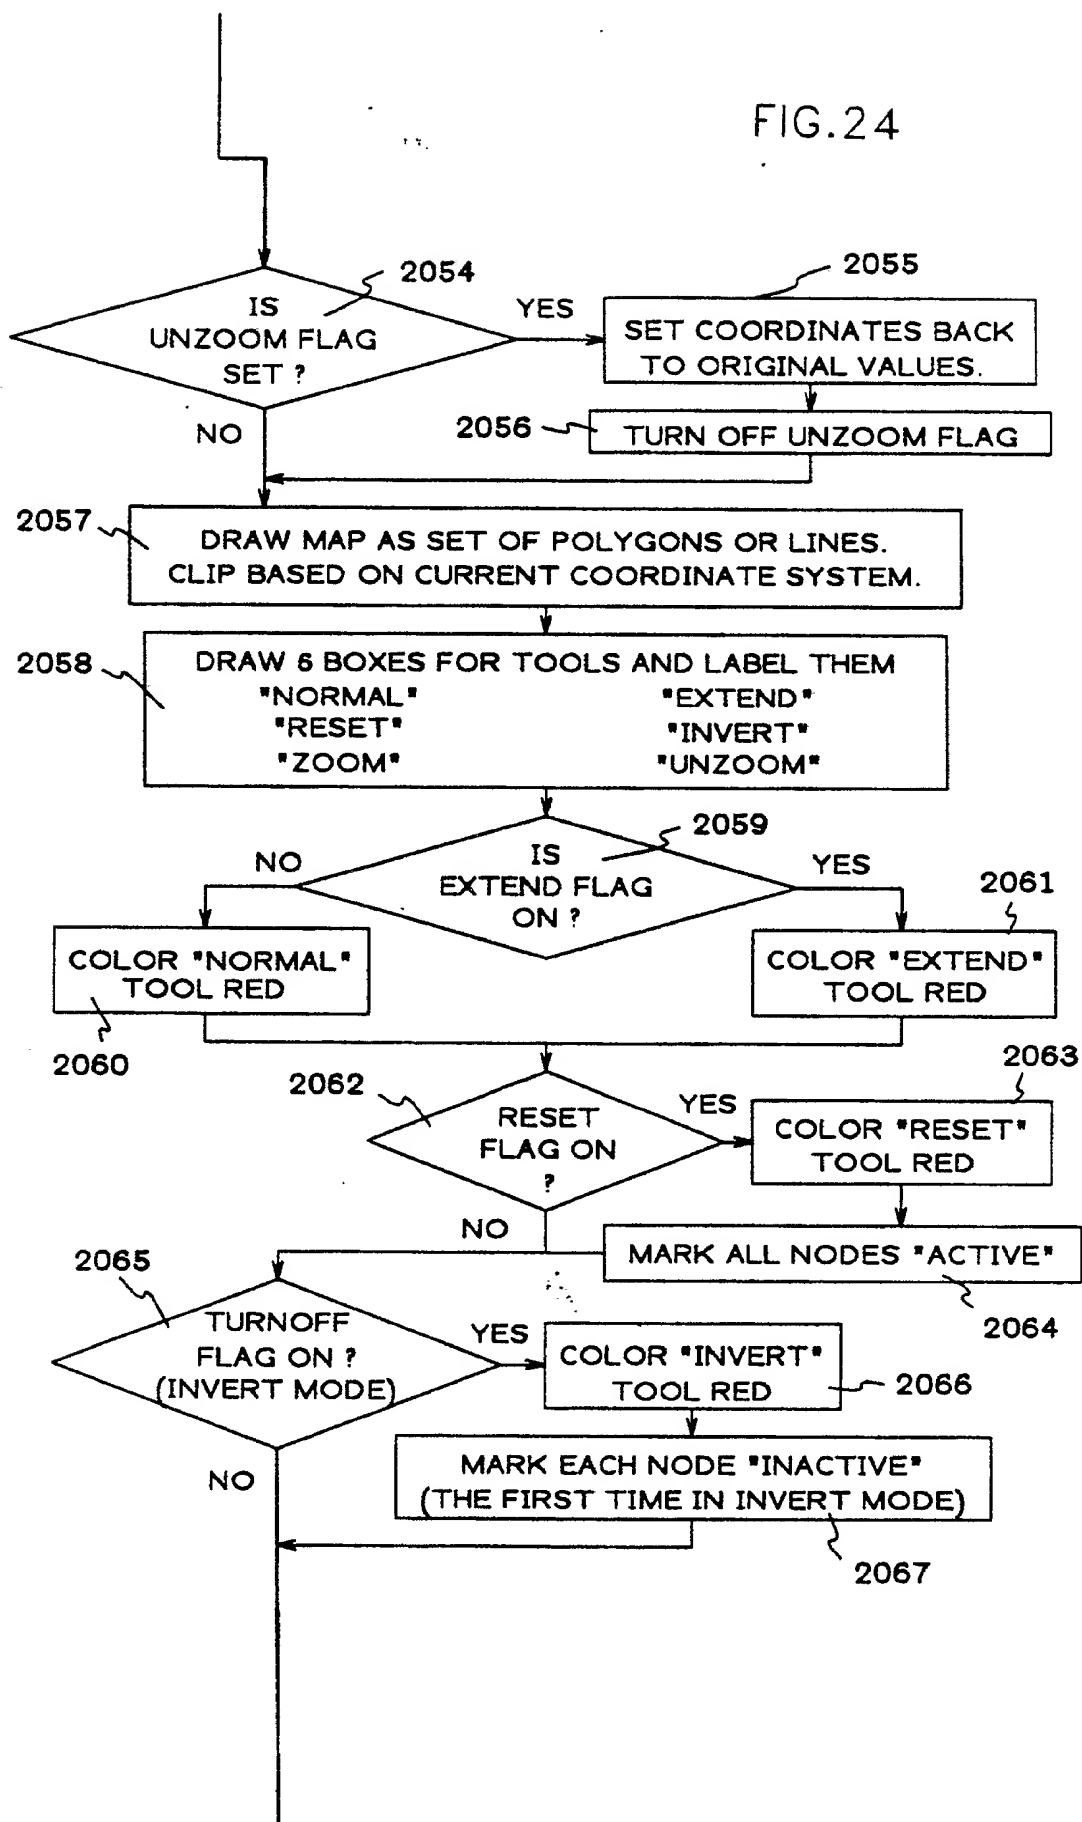 FIG.24
2054
IS
UNZOOM FLAG
SET ?
YES
NO
2055
SET COORDINATES BACK
TO ORIGINAL VALUES.
2056
TURN OFF UNZOOM FLAG
2057
DRAW MAP AS SET OF POLYGONS OR LINES.
CLIP BASED ON CURRENT COORDINATE SYSTEM.
2058
DRAW 6 BOXES FOR TOOLS AND LABEL THEM
"NORMAL" "EXTEND"
"RESET" "INVERT"
"ZOOM" "UNZOOM"
2059
IS
EXTEND FLAG
ON ?
NO
YES
2061
COLOR "NORMAL"
TOOL RED
COLOR "EXTEND"
TOOL RED
2060
2062
RESET
FLAG ON
?
YES
NO
2063
COLOR "RESET"
TOOL RED
MARK ALL NODES "ACTIVE"
2064
2065
TURNOFF
FLAG ON ?
(INVERT MODE)
YES
NO
COLOR "INVERT"
TOOL RED
2066
MARK EACH NODE "INACTIVE"
(THE FIRST TIME IN INVERT MODE)
2067